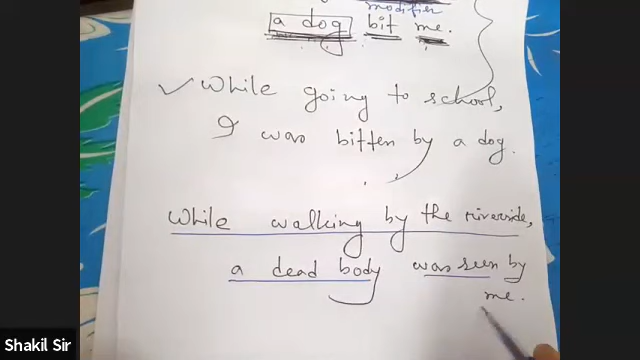 modifier
a dog bit me.
While going to school,
I was bitten by a dog.
While walking by the riverside,
a dead body was seen by
me.
Shakil Sir